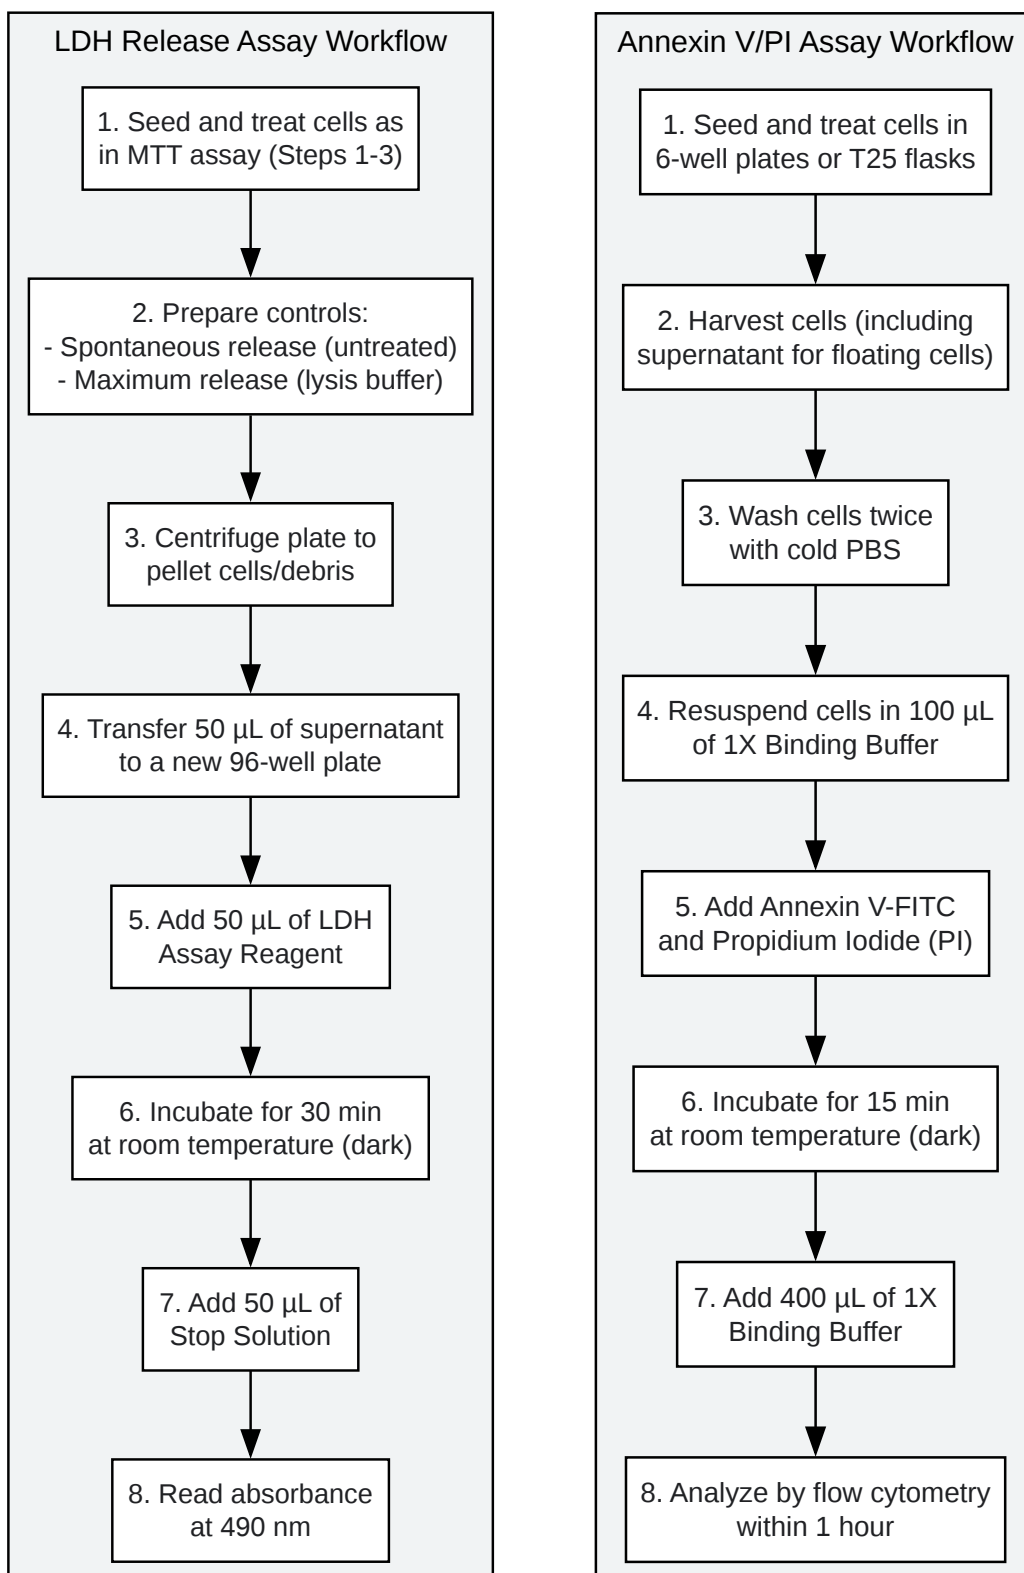 LDH Release Assay Workflow
1. Seed and treat cells as
in MTT assay (Steps 1-3)
2. Prepare controls:
- Spontaneous release (untreated)
- Maximum release (lysis buffer)
3. Centrifuge plate to
pellet cells/debris
4. Transfer 50 µL of supernatant
to a new 96-well plate
5. Add 50 µL of LDH
Assay Reagent
6. Incubate for 30 min
at room temperature (dark)
7. Add 50 µL of
Stop Solution
8. Read absorbance
at 490 nm
Annexin V/PI Assay Workflow
1. Seed and treat cells in
6-well plates or T25 flasks
2. Harvest cells (including
supernatant for floating cells)
3. Wash cells twice
with cold PBS
4. Resuspend cells in 100 µL
of 1X Binding Buffer
5. Add Annexin V-FITC
and Propidium Iodide (PI)
6. Incubate for 15 min
at room temperature (dark)
7. Add 400 µL of 1X
Binding Buffer
8. Analyze by flow cytometry
within 1 hour